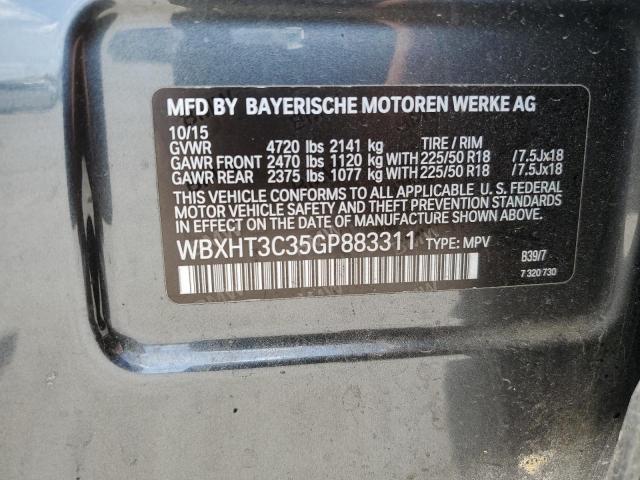 MFD BY BAYERISCHE MOTOREN WERKE AG
10/15
GVWR 4720 lbs 2141 kg TIRE / RIM
GAWR FRONT 2470 lbs 1120 kg WITH 225/50 R18 /7.5Jx18
GAWR REAR 2375 lbs 1077 kg WITH 225/50 R18 /7.5Jx18
THIS VEHICLE CONFORMS TO ALL APPLICABLE U. S. FEDERAL
MOTOR VEHICLE SAFETY AND THEFT PREVENTION STANDARDS
IN EFFECT ON THE DATE OF MANUFACTURE SHOWN ABOVE.
WBXHT3C35GP883311 TYPE: MPV
B39/7
7 320 730